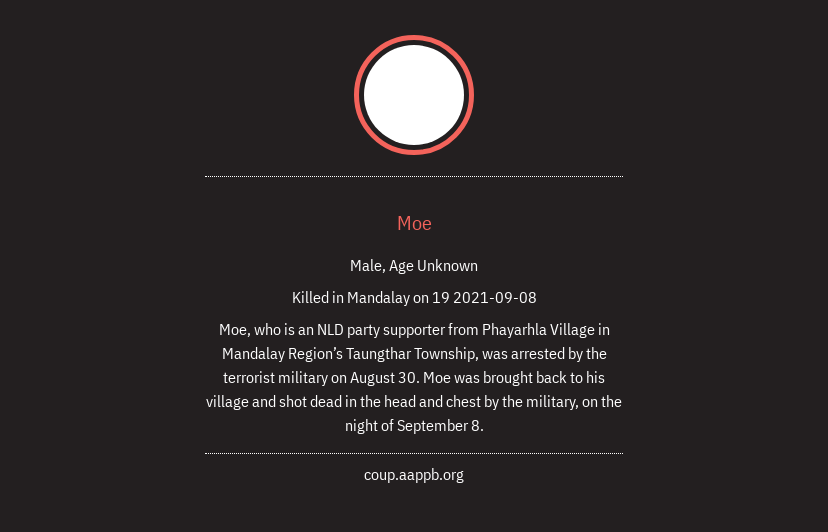 Moe
Male, Age Unknown
Killed in Mandalay on 19 2021-09-08
Moe, who is an NLD party supporter from Phayarhla Village in
Mandalay Region’s Taungthar Township, was arrested by the
terrorist military on August 30. Moe was brought back to his
village and shot dead in the head and chest by the military, on the
night of September 8.
coup.aappb.org